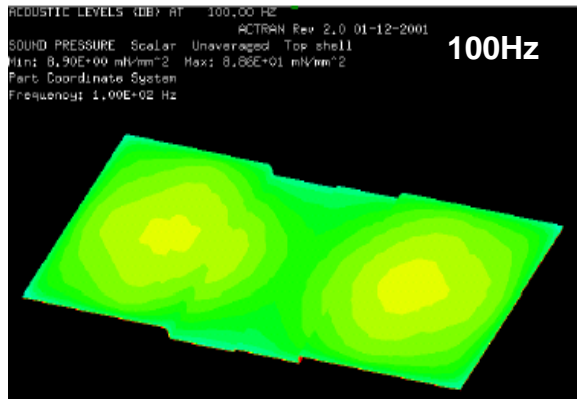 ACOUSTIC LEVELS (DB) AT 100.00 HZ
ACTRAN Rev 2.0 01-12-2001
SOUND PRESSURE Scalar Unaveraged Top shell
Min: 8.90E+00 mN/mm^2 Max: 8.86E+01 mN/mm^2
Part Coordinate System
Frequency: 1.00E+02 Hz
100Hz